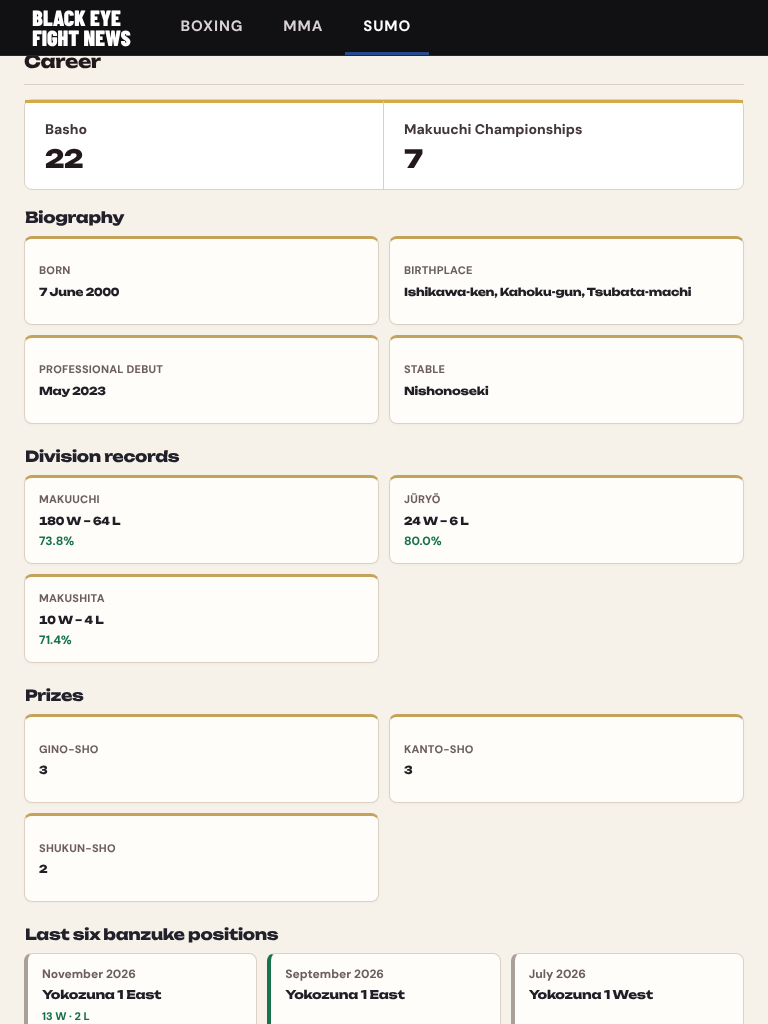 BLACK EYE
FIGHT NEWS
BOXING
MMA
SUMO
Career
Basho
22
Makuuchi Championships
7
Biography
BORN
7 June 2000
BIRTHPLACE
Ishikawa-ken, Kahoku-gun, Tsubata-machi
PROFESSIONAL DEBUT
May 2023
STABLE
Nishonoseki
Division records
MAKUUCHI
180 W – 64 L
73.8%
JŪRYŌ
24 W – 6 L
80.0%
MAKUSHITA
10 W – 4 L
71.4%
Prizes
GINO-SHO
3
KANTO-SHO
3
SHUKUN-SHO
2
Last six banzuke positions
November 2026
Yokozuna 1 East
13 W · 2 L
September 2026
Yokozuna 1 East
July 2026
Yokozuna 1 West